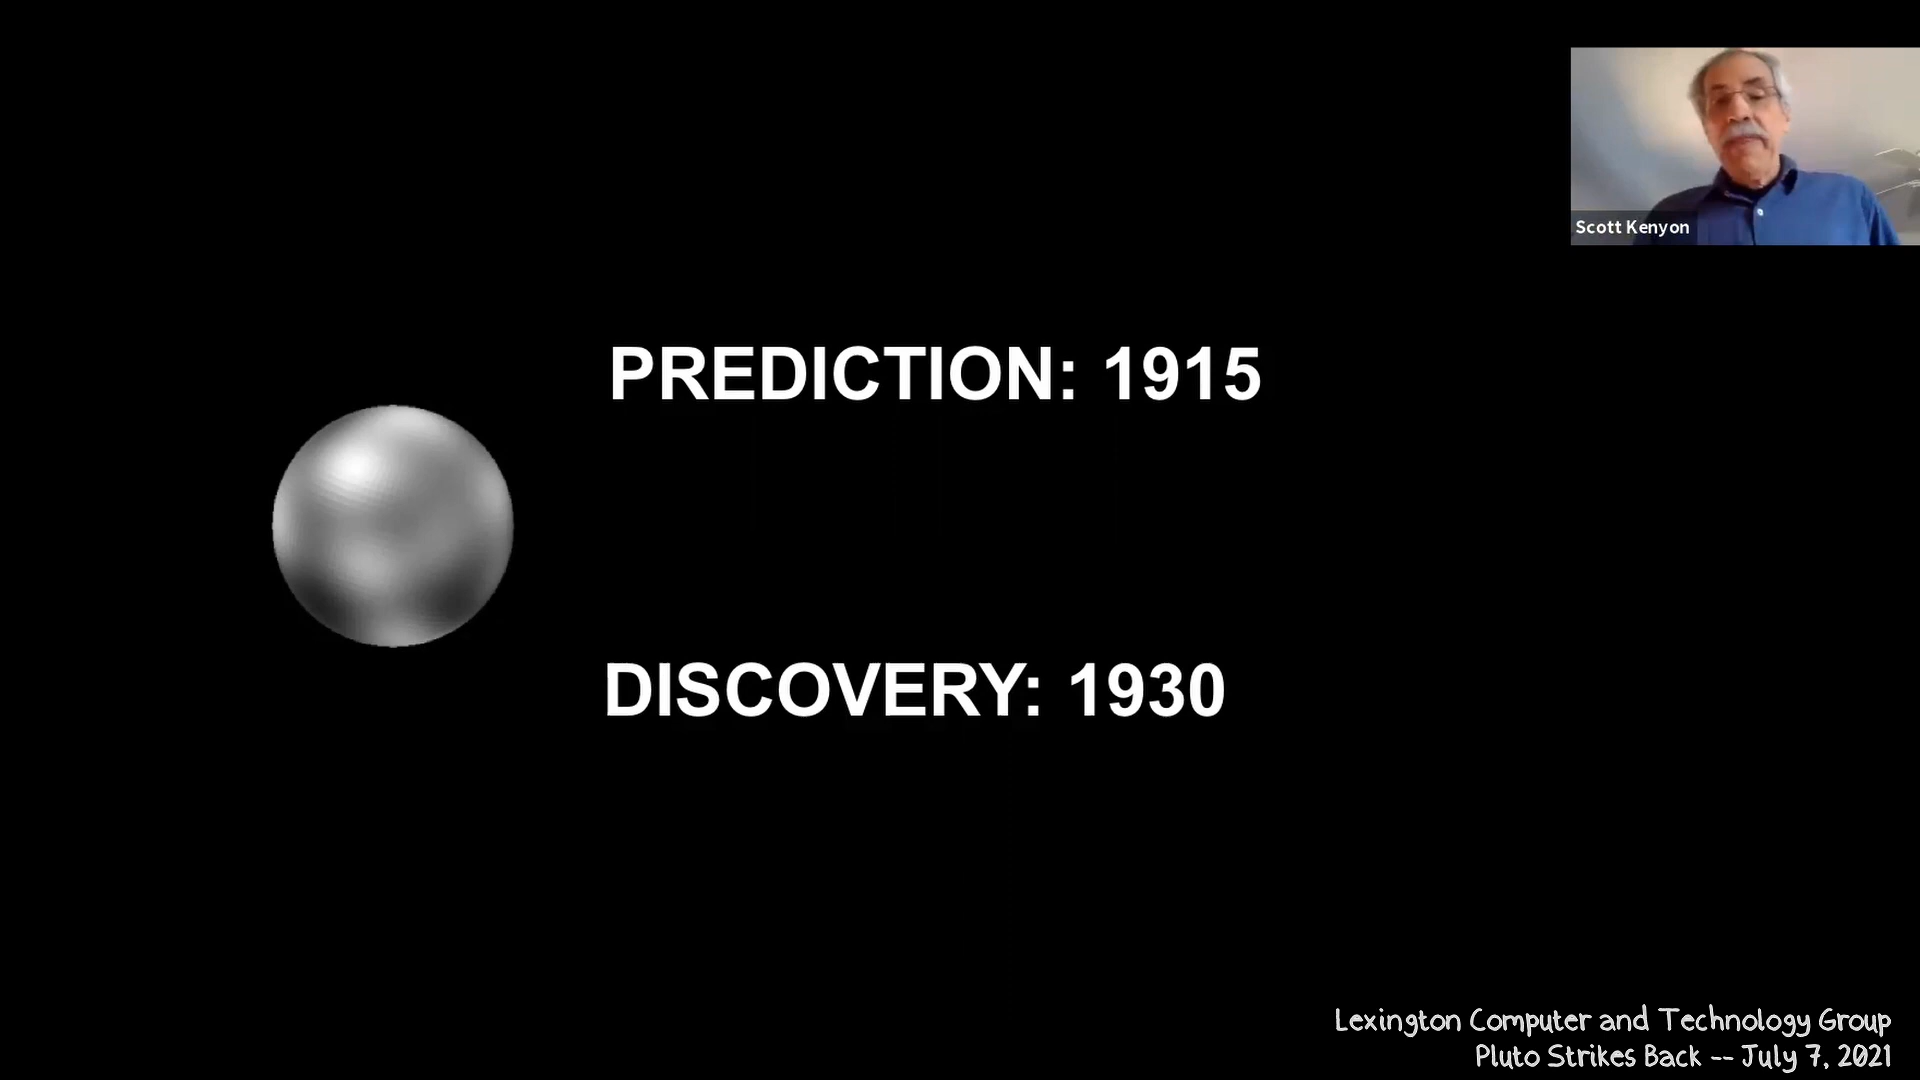 Scott Kenyon
PREDICTION: 1915
DISCOVERY: 1930
Lexington Computer and Technology Group
Pluto Strikes Back -- July 7, 2021